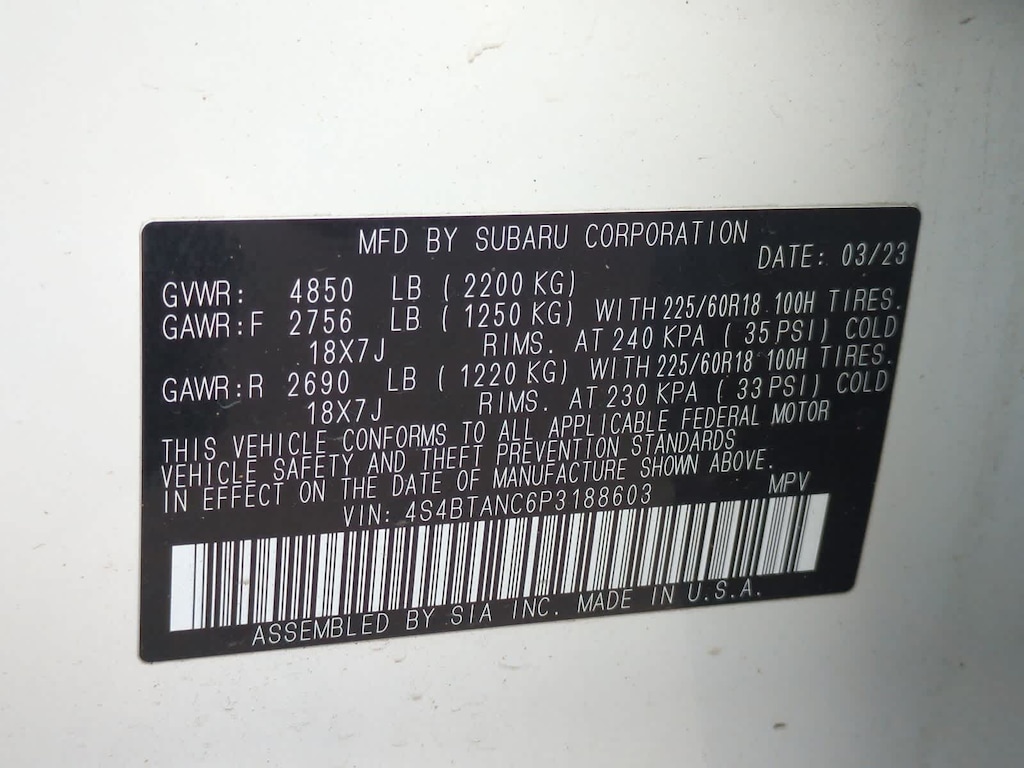 MFD BY SUBARU CORPORATION
DATE: 03/23
GVWR: 4850 LB ( 2200 KG)
GAWR:F 2756 LB ( 1250 KG) WITH 225/60R18 100H TIRES.
18X7J RIMS. AT 240 KPA ( 35 PSI) COLD
GAWR:R 2690 LB ( 1220 KG) WITH 225/60R18 100H TIRES.
18X7J RIMS. AT 230 KPA ( 33 PSI) COLD
THIS VEHICLE CONFORMS TO ALL APPLICABLE FEDERAL MOTOR
VEHICLE SAFETY AND THEFT PREVENTION STANDARDS
IN EFFECT ON THE DATE OF MANUFACTURE SHOWN ABOVE.
VIN: 4S4BTANC6P3188603 MPV
ASSEMBLED BY SIA INC. MADE IN U.S.A.